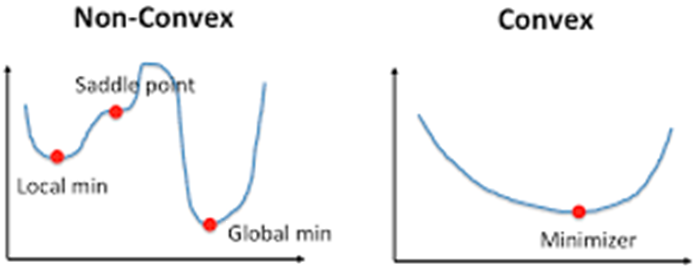 Non-Convex
Saddle point
Local min
Global min
Convex
Minimizer